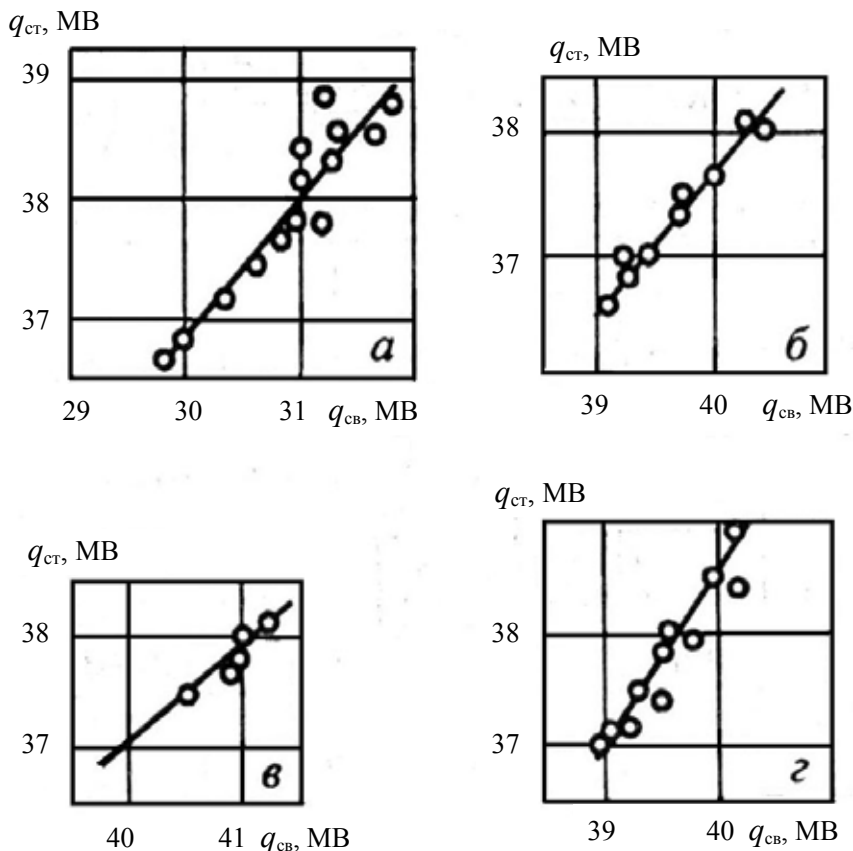 q_ст, МВ
39
38
37
а
29 30 31 q_св, МВ
q_ст, МВ
38
37
б
39 40 q_св, МВ
q_ст, МВ
38
37
в
40 41 q_св, МВ
q_ст, МВ
38
37
г
39 40 q_св, МВ